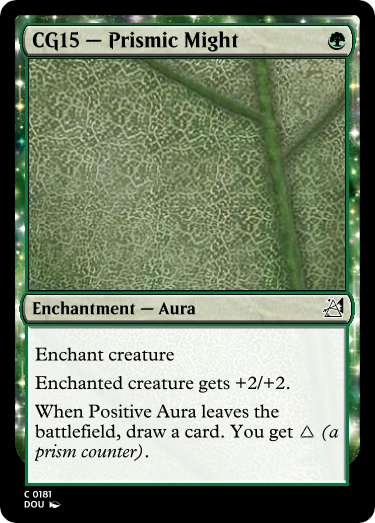 CG15 — Prismic Might
Enchantment — Aura
Enchant creature
Enchanted creature gets +2/+2.
When Positive Aura leaves the
battlefield, draw a card. You get △ (a
prism counter).
C 0181
DOU